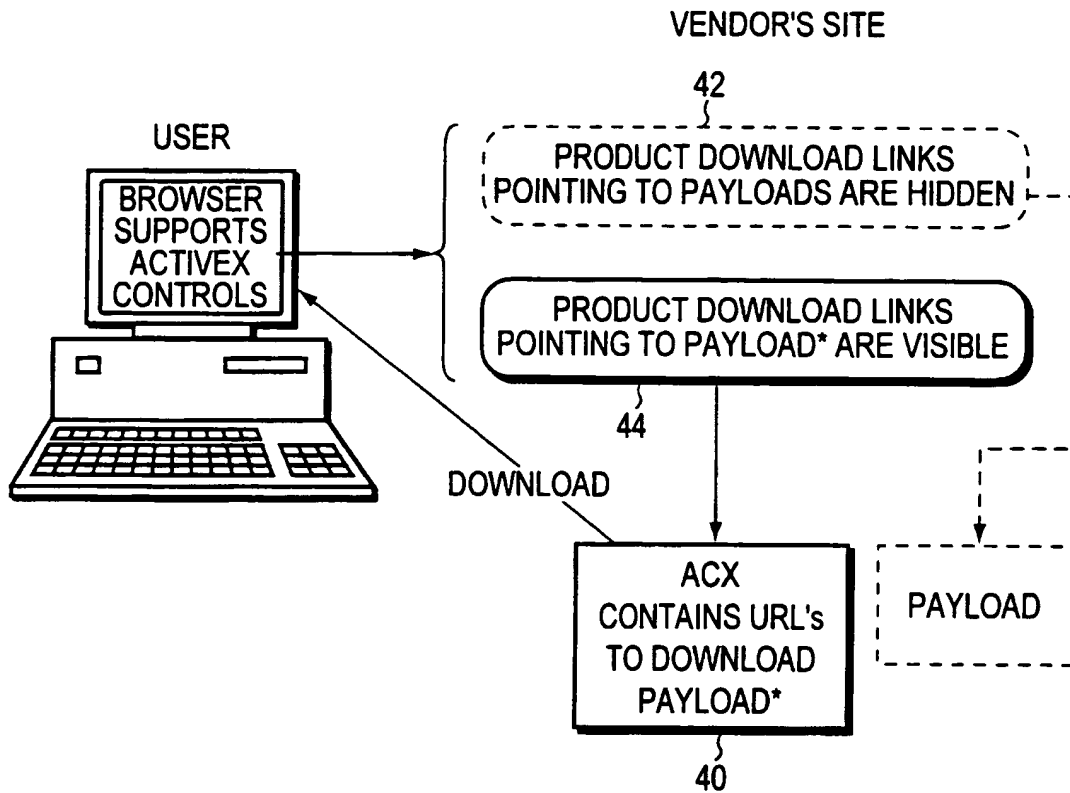 VENDOR'S SITE
42
USER
PRODUCT DOWNLOAD LINKS
POINTING TO PAYLOADS ARE HIDDEN
BROWSER
SUPPORTS
ACTIVEX
CONTROLS
PRODUCT DOWNLOAD LINKS
POINTING TO PAYLOAD* ARE VISIBLE
44
DOWNLOAD
ACX
CONTAINS URL's
TO DOWNLOAD
PAYLOAD*
PAYLOAD
40